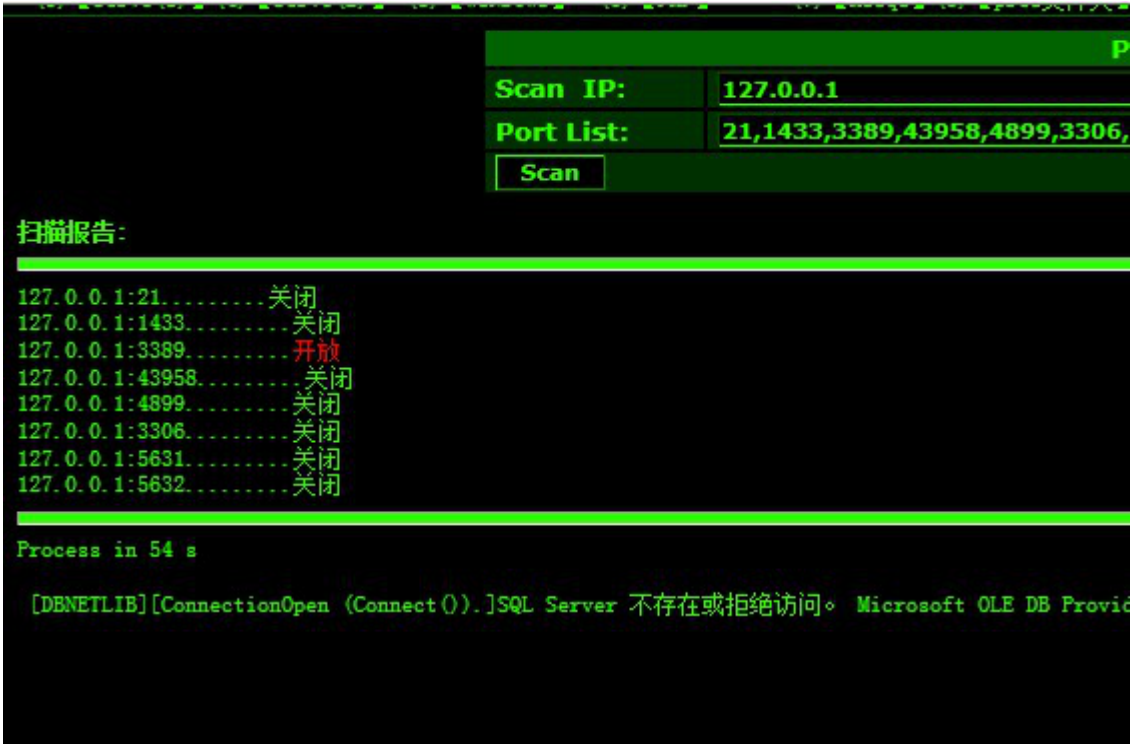 P
Scan IP: 127.0.0.1
Port List: 21,1433,3389,43958,4899,3306,
Scan
扫描报告:
127.0.0.1:21.........关闭
127.0.0.1:1433.........关闭
127.0.0.1:3389.........开放
127.0.0.1:43958.........关闭
127.0.0.1:4899.........关闭
127.0.0.1:3306.........关闭
127.0.0.1:5631.........关闭
127.0.0.1:5632.........关闭
Process in 54 s
[DBNETLIB][ConnectionOpen (Connect()).]SQL Server 不存在或拒绝访问。 Microsoft OLE DB Provid